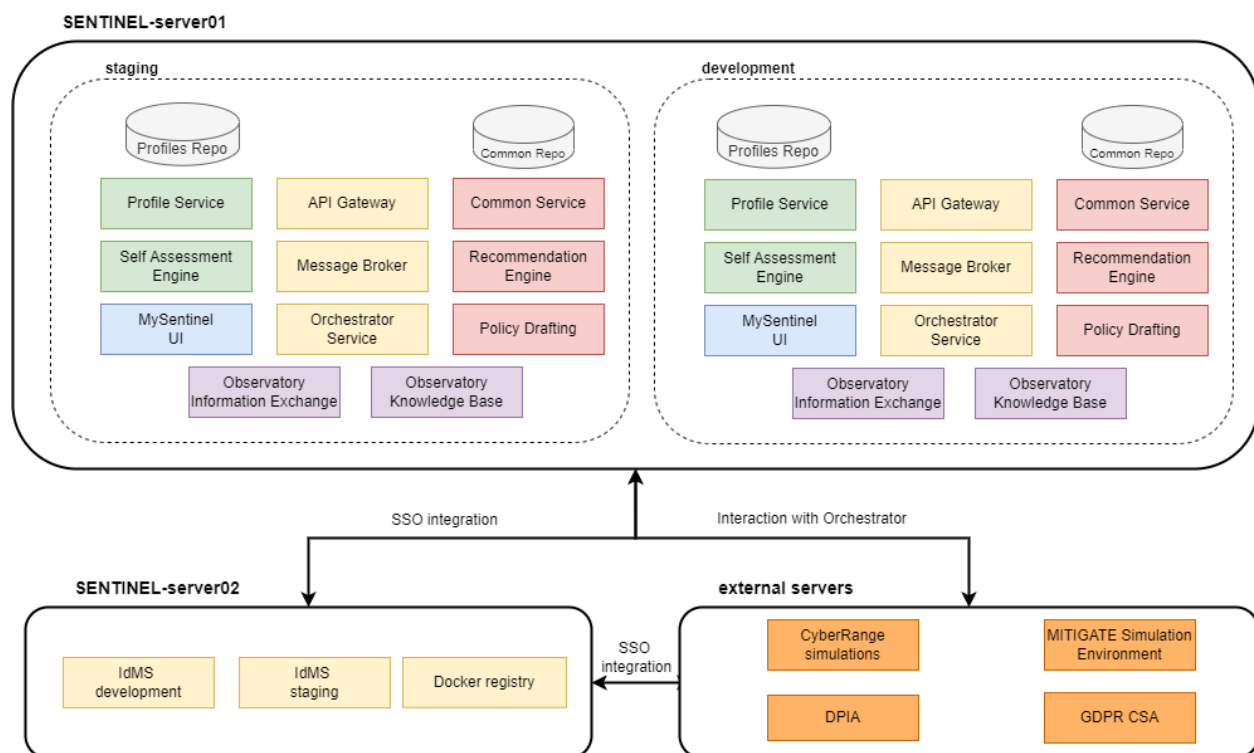 SENTINEL-server01
staging
Profiles Repo
Common Repo
Profile Service
API Gateway
Common Service
Self Assessment
Engine
Message Broker
Recommendation
Engine
MySentinel
UI
Orchestrator
Service
Policy Drafting
Observatory
Information Exchange
Observatory
Knowledge Base
development
Profiles Repo
Common Repo
Profile Service
API Gateway
Common Service
Self Assessment
Engine
Message Broker
Recommendation
Engine
MySentinel
UI
Orchestrator
Service
Policy Drafting
Observatory
Information Exchange
Observatory
Knowledge Base
SSO integration
Interaction with Orchestrator
SENTINEL-server02
IdMS
development
IdMS
staging
Docker registry
SSO
integration
external servers
CyberRange
simulations
MITIGATE Simulation
Environment
DPIA
GDPR CSA